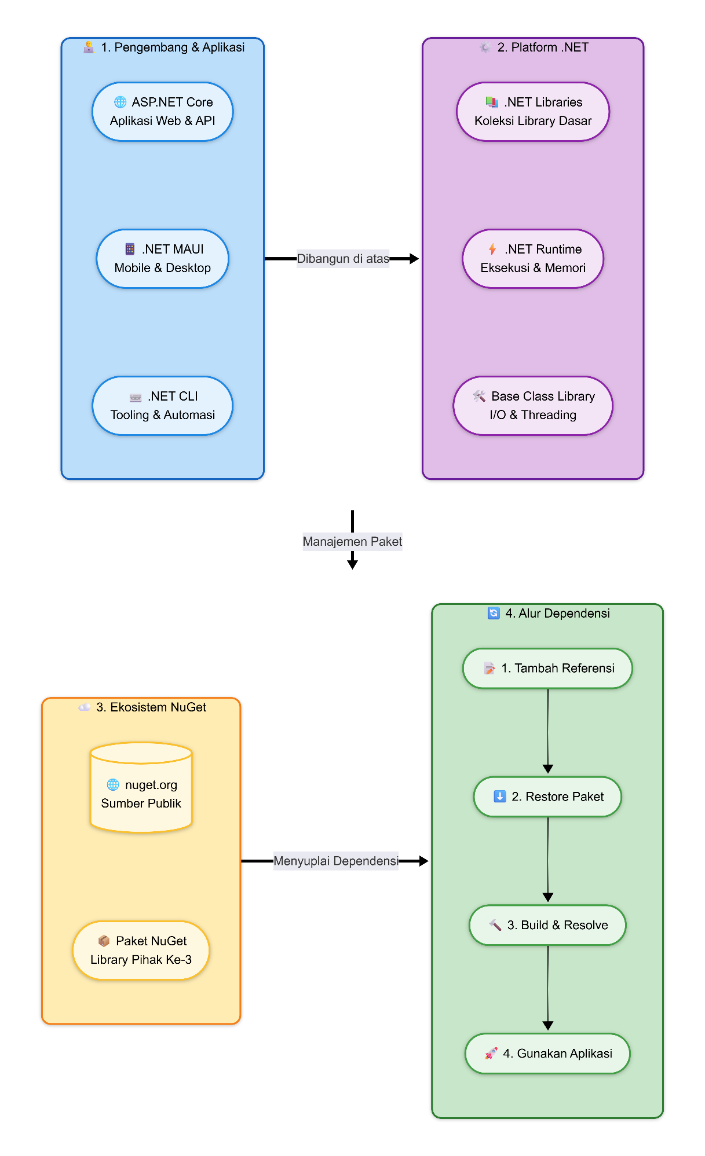 1. Pengembang & Aplikasi
ASP.NET Core
Aplikasi Web & API
.NET MAUI
Mobile & Desktop
.NET CLI
Tooling & Automasi
Dibangun di atas
2. Platform .NET
.NET Libraries
Koleksi Library Dasar
.NET Runtime
Eksekusi & Memori
Base Class Library
I/O & Threading
Manajemen Paket
3. Ekosistem NuGet
nuget.org
Sumber Publik
Paket NuGet
Library Pihak Ke-3
Menyuplai Dependensi
4. Alur Dependensi
1. Tambah Referensi
2. Restore Paket
3. Build & Resolve
4. Gunakan Aplikasi